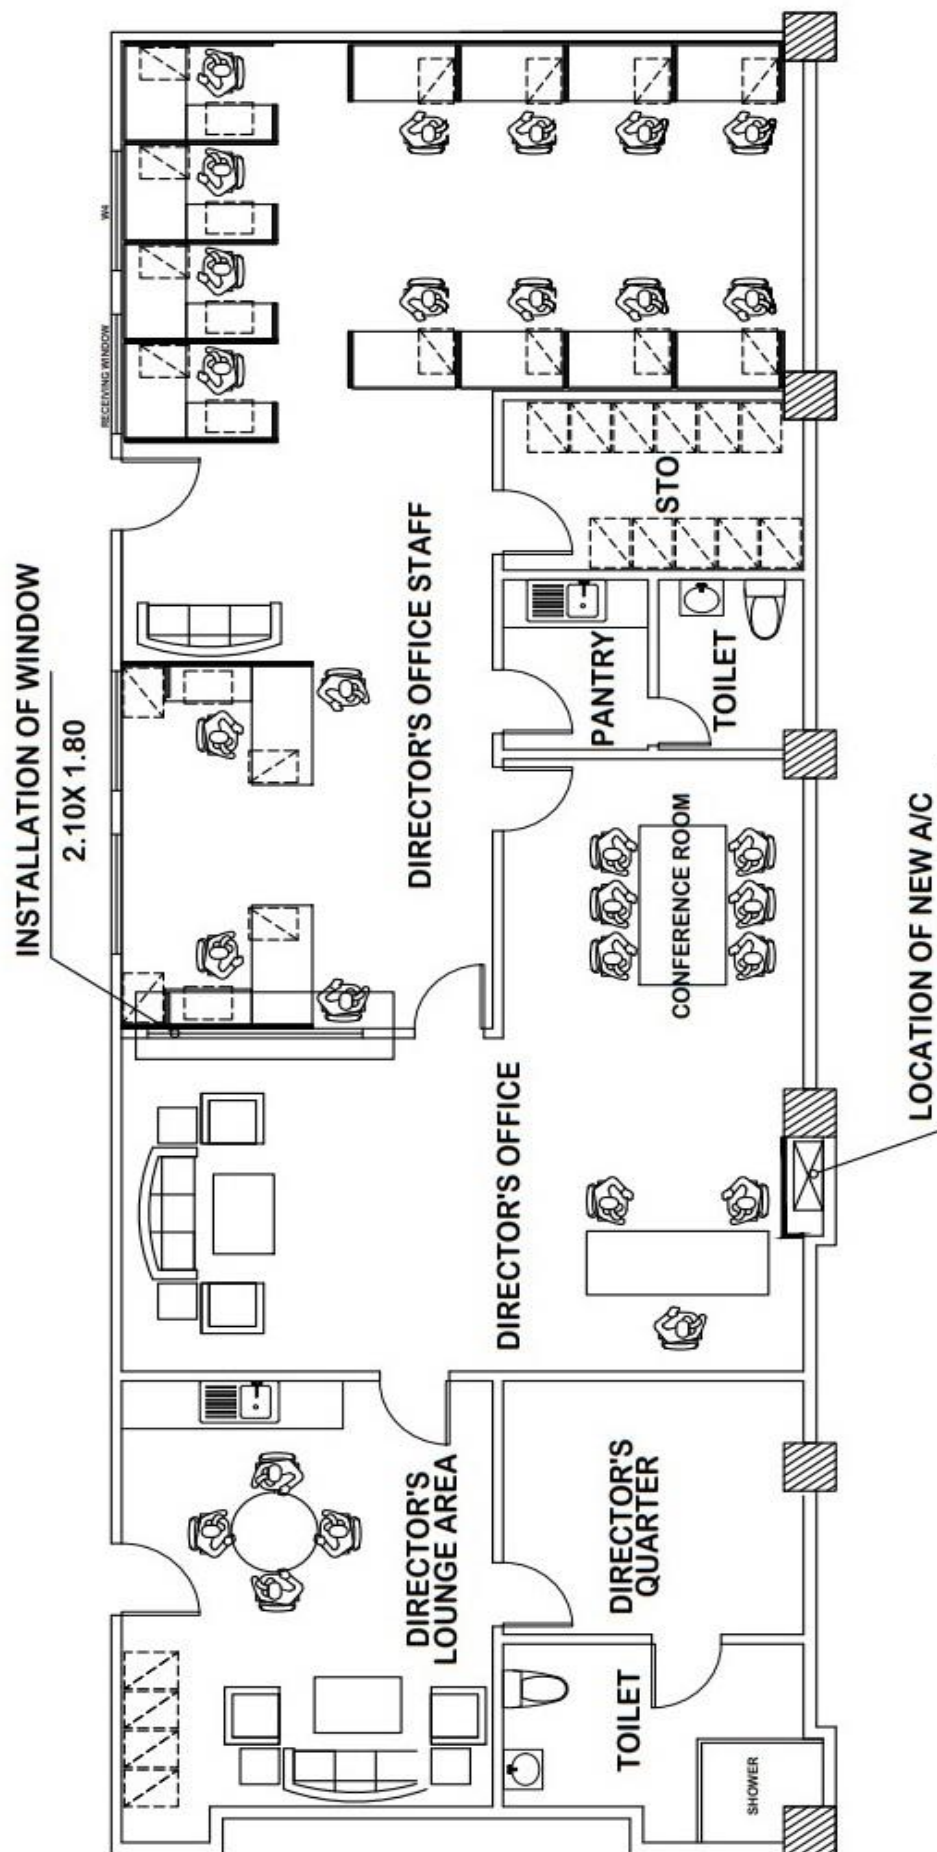 INSTALLATION OF WINDOW
2.10X 1.80
W4
RECEIVING WINDOW
DIRECTOR'S OFFICE STAFF
STO
PANTRY
TOILET
CONFERENCE ROOM
LOCATION OF NEW A/C
DIRECTOR'S OFFICE
DIRECTOR'S
LOUNGE AREA
DIRECTOR'S
QUARTER
TOILET
SHOWER